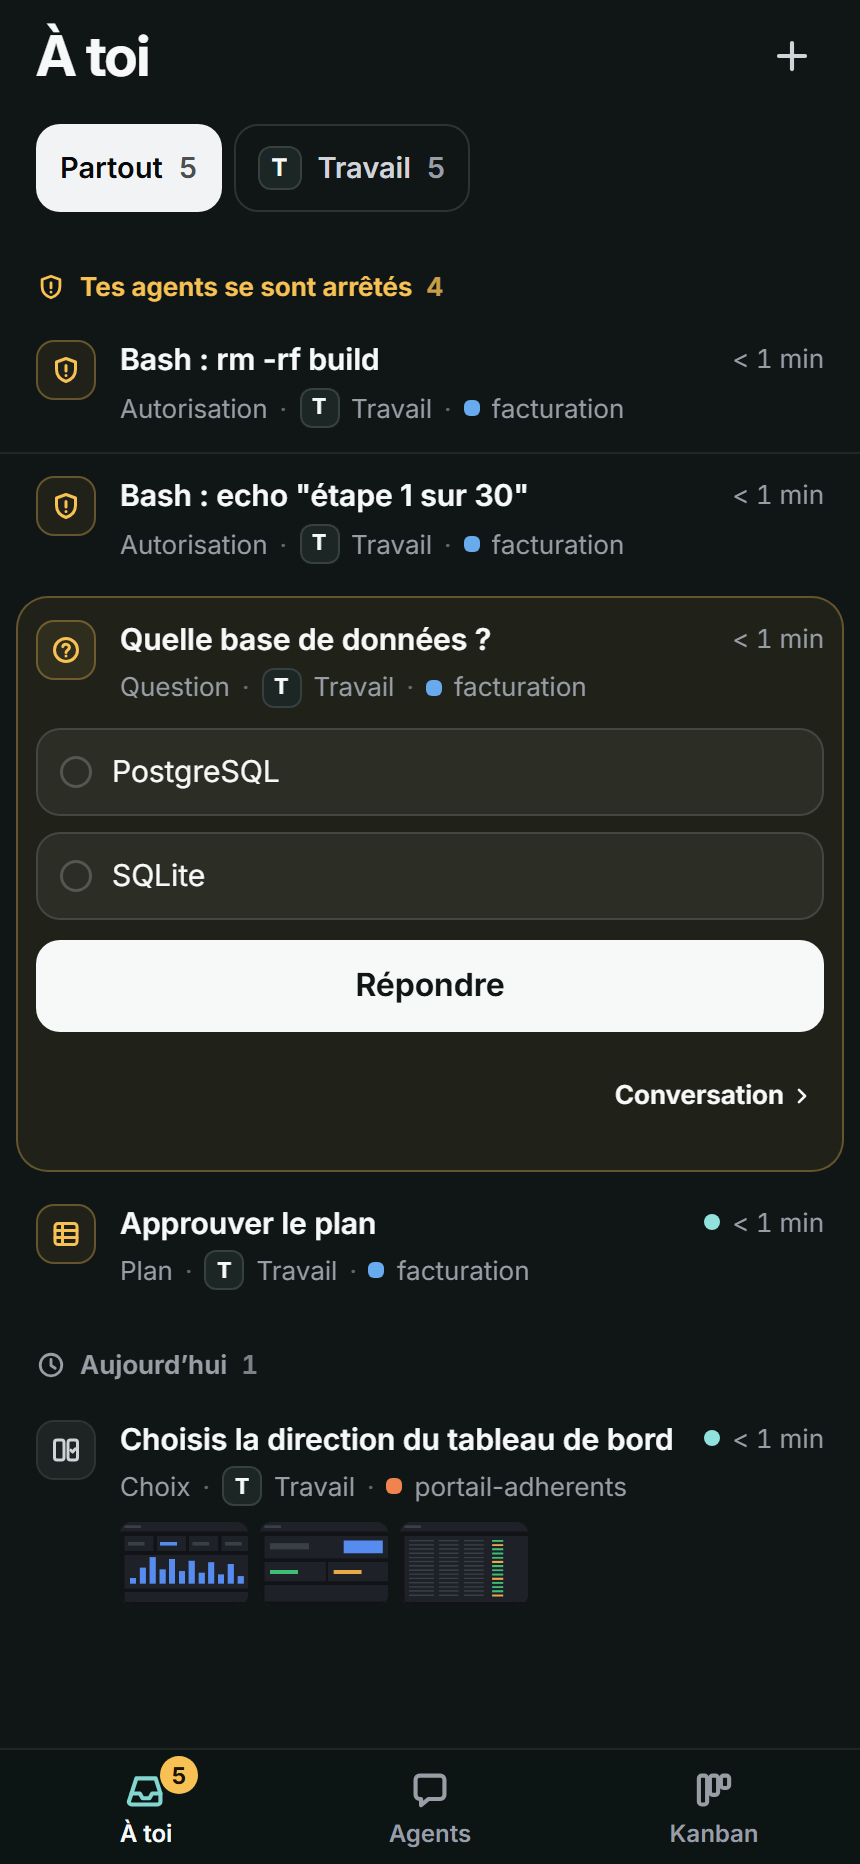 À toi
Partout 5
T Travail 5
Tes agents se sont arrêtés 4
Bash : rm -rf build < 1 min
Autorisation · T Travail · facturation
Bash : echo "étape 1 sur 30" < 1 min
Autorisation · T Travail · facturation
Quelle base de données ? < 1 min
Question · T Travail · facturation
PostgreSQL
SQLite
Répondre
Conversation
Approuver le plan < 1 min
Plan · T Travail · facturation
Aujourd’hui 1
Choisis la direction du tableau de bord < 1 min
Choix · T Travail · portail-adherents
5
À toi
Agents
Kanban